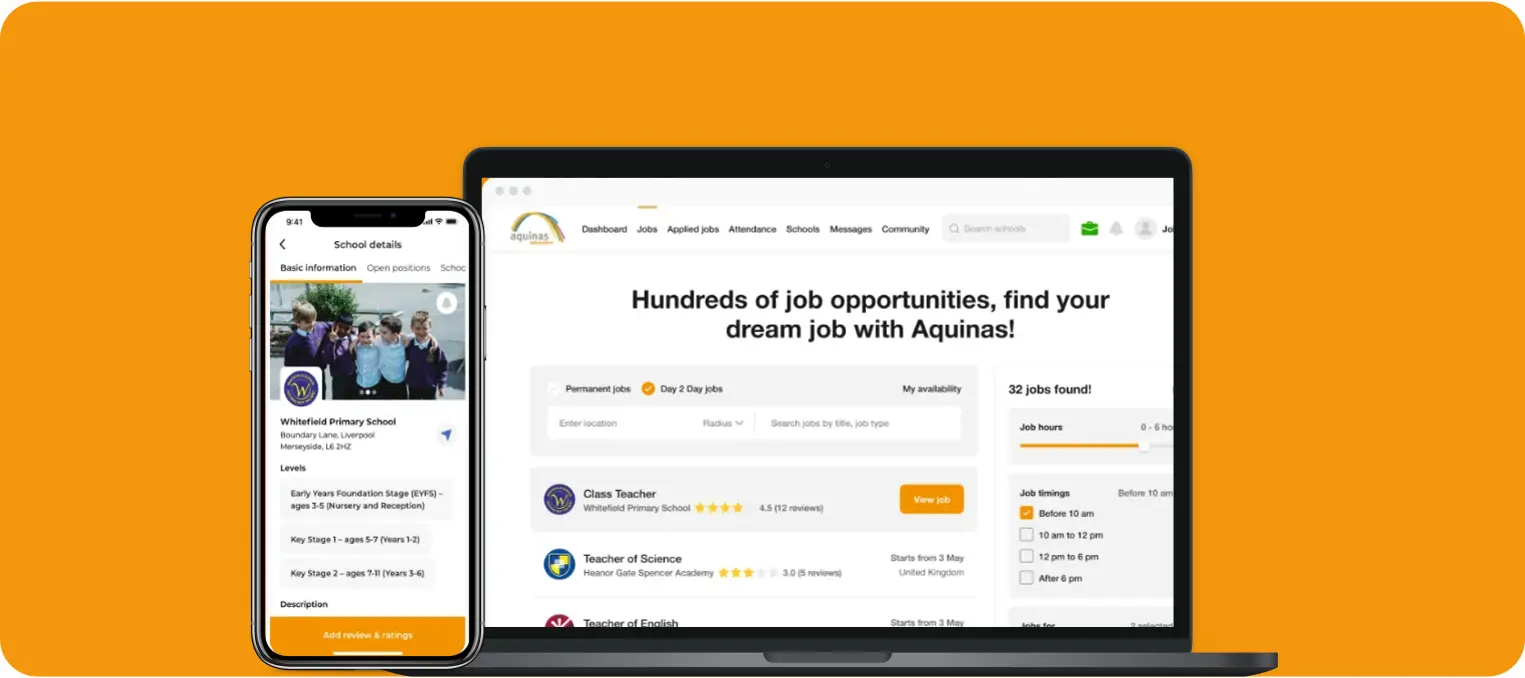 9:41
School details
Basic information
Open positions
Schoo
Whitefield Primary School
Boundary Lane, Liverpool
Merseyside, L6 2HZ
Levels
Early Years Foundation Stage (EYFS) –
ages 3-5 (Nursery and Reception)
Key Stage 1 – ages 5-7 (Years 1-2)
Key Stage 2 – ages 7-11 (Years 3-6)
Description
Add review & ratings
aquinas
Dashboard
Jobs
Applied jobs
Attendance
Schools
Messages
Community
Search schools
Jo
Hundreds of job opportunities, find your
dream job with Aquinas!
Permanent jobs
Day 2 Day jobs
My availability
Enter location
Radius
Search jobs by title, job type
Class Teacher
Whitefield Primary School
4.5 (12 reviews)
View job
Teacher of Science
Heanor Gate Spencer Academy
3.0 (5 reviews)
Starts from 3 May
United Kingdom
Teacher of English
Starts from 3 May
32 jobs found!
Job hours
0 - 6 ho
Job timings
Before 10 am
Before 10 am
10 am to 12 pm
12 pm to 6 pm
After 6 pm
Jobs for
2 selected